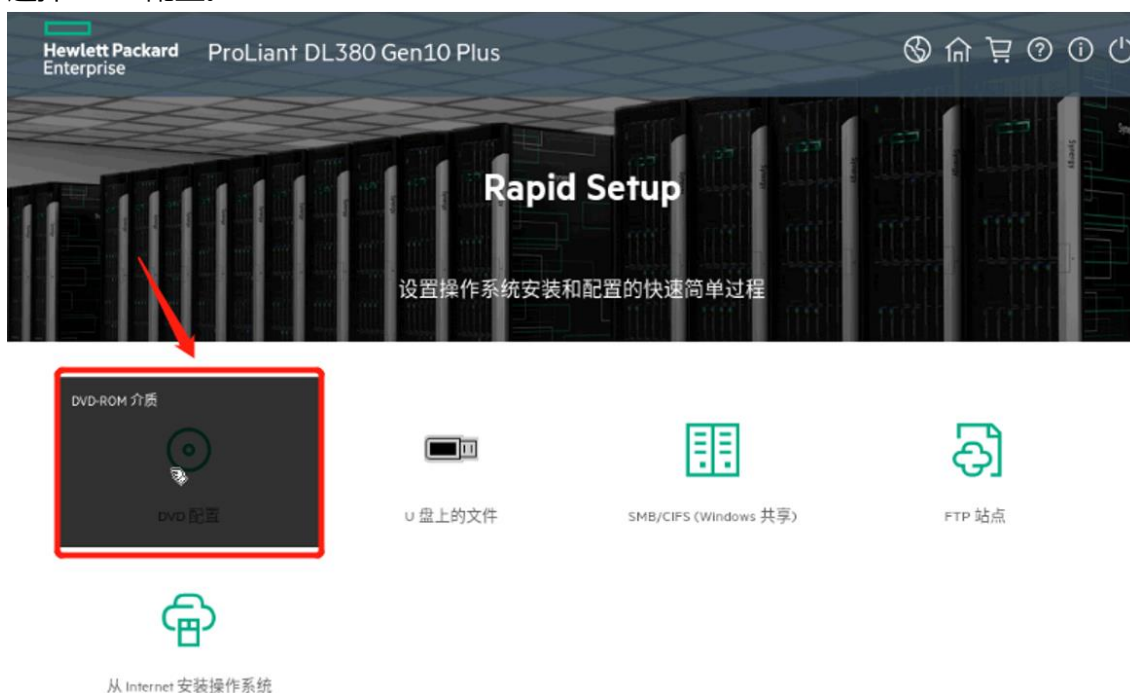 Hewlett Packard
Enterprise
ProLiant DL380 Gen10 Plus
Rapid Setup
设置操作系统安装和配置的快速简单过程
DVD-ROM 介质
DVD 配置
U 盘上的文件
SMB/CIFS (Windows 共享)
FTP 站点
从 Internet 安装操作系统